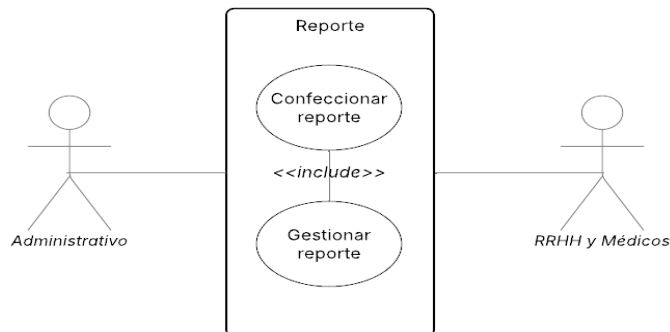 Reporte
Confeccionar
reporte
<<include>>
Gestionar
reporte
Administrativo
RRHH y Médicos